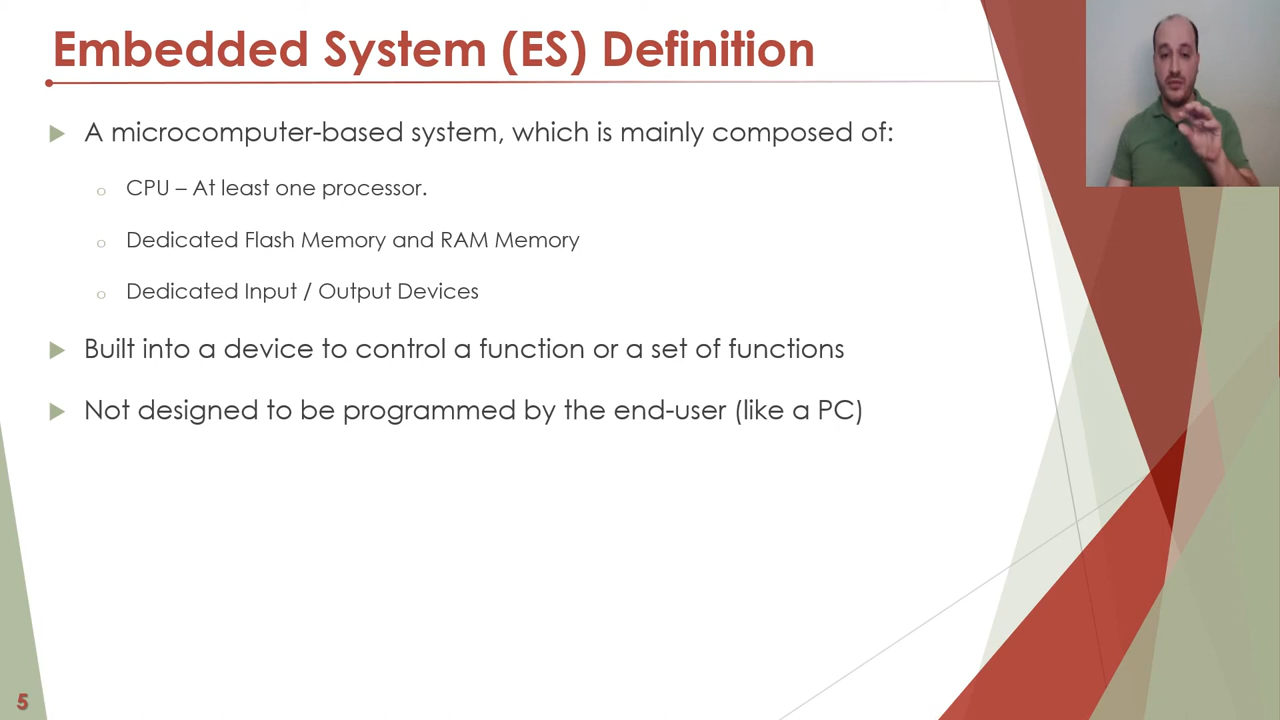 Embedded System (ES) Definition
A microcomputer-based system, which is mainly composed of:
CPU – At least one processor.
Dedicated Flash Memory and RAM Memory
Dedicated Input / Output Devices
Built into a device to control a function or a set of functions
Not designed to be programmed by the end-user (like a PC)
5